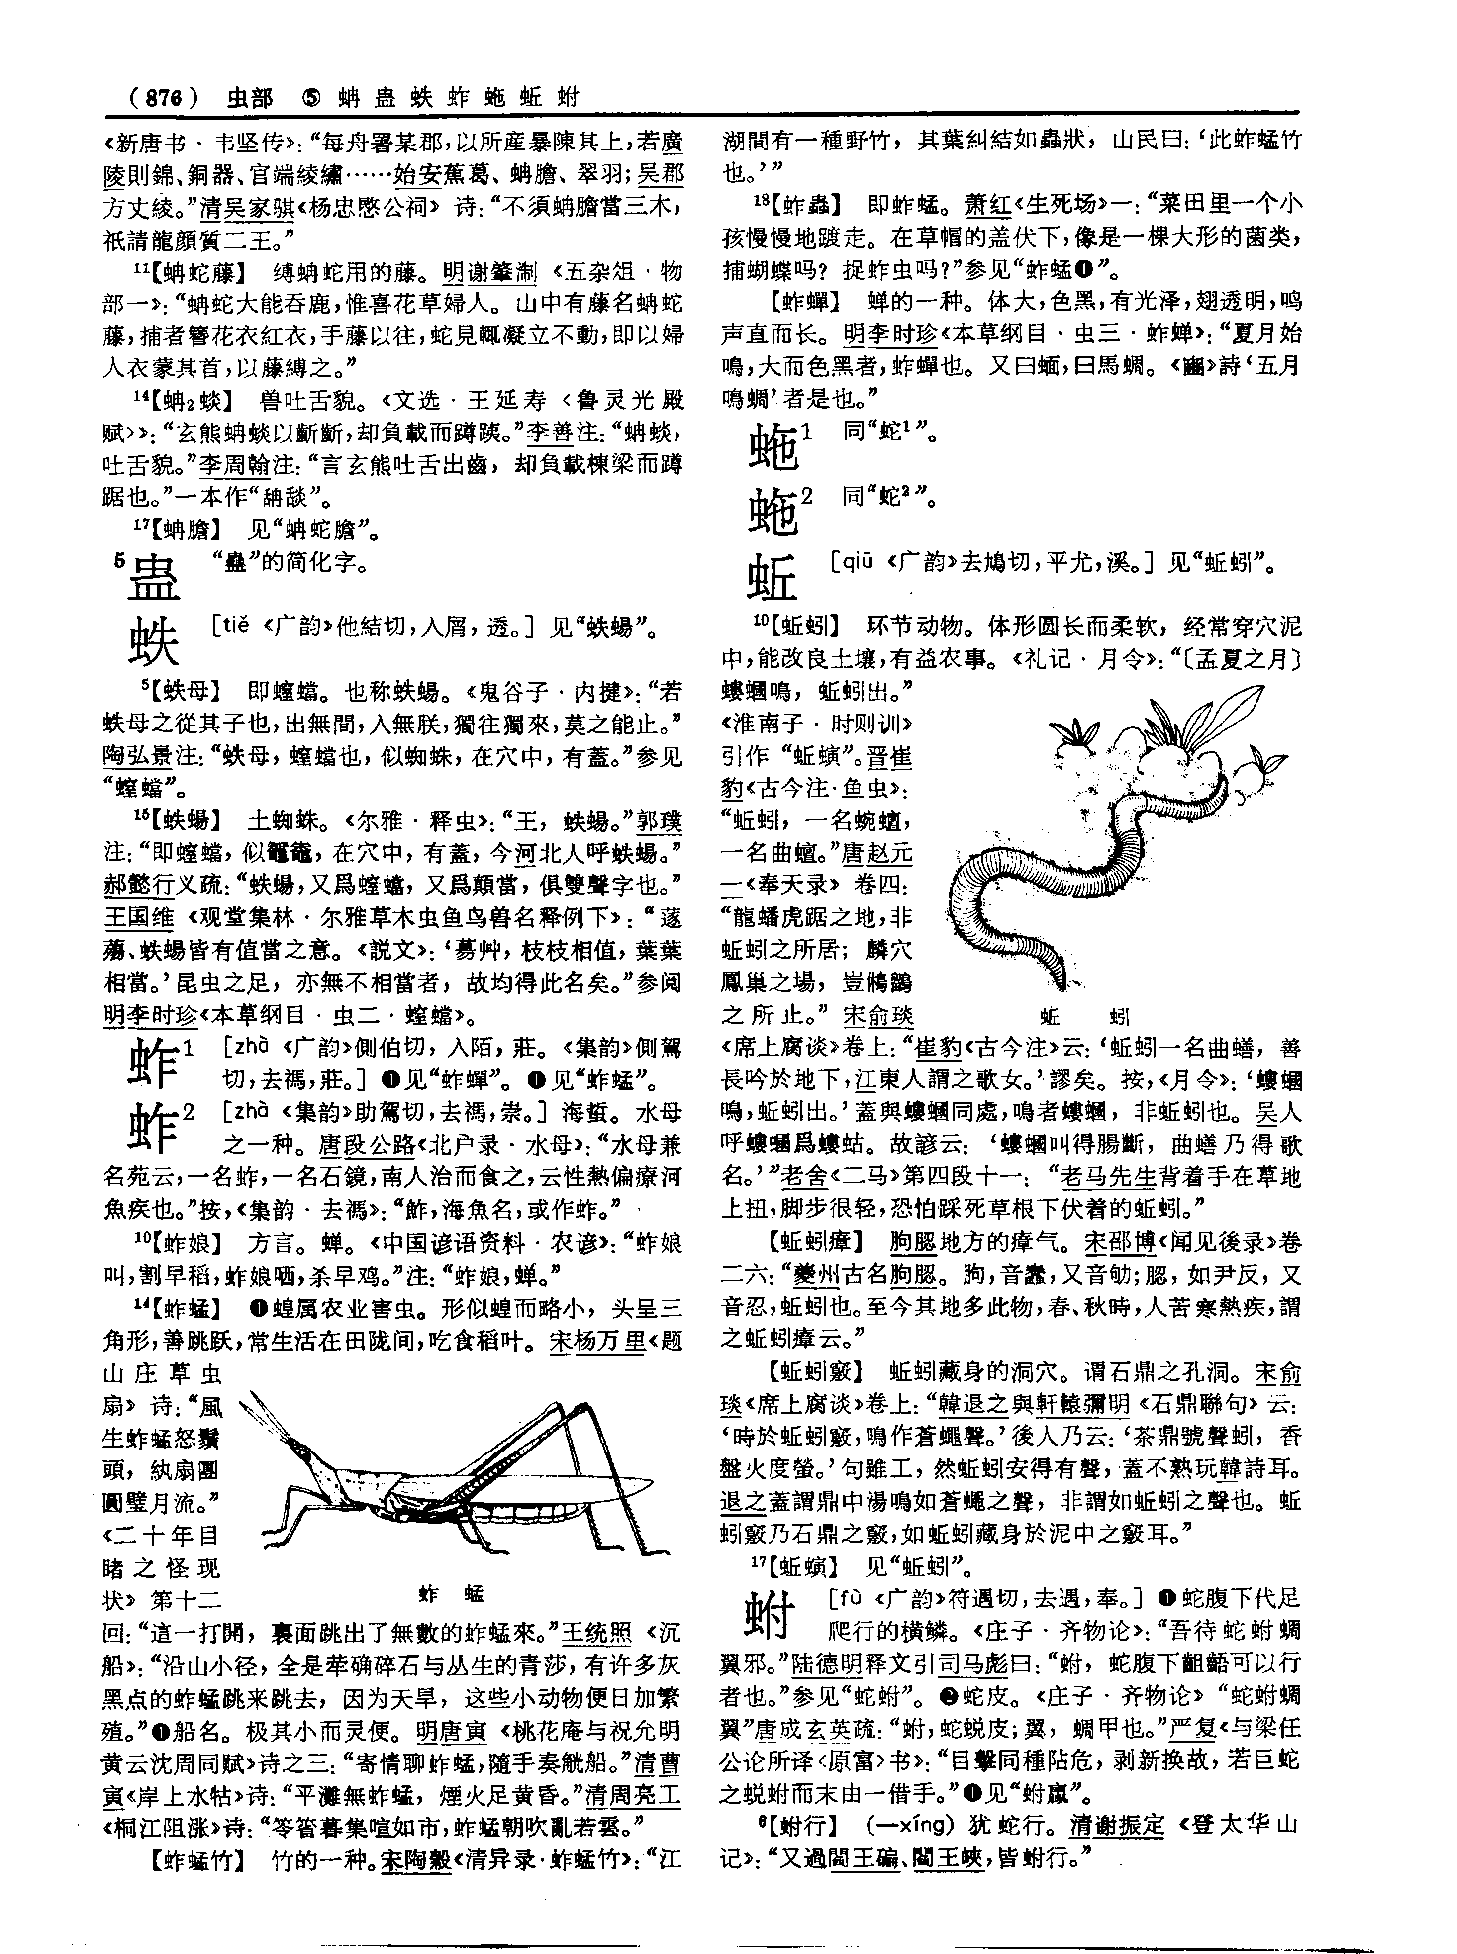 (876) 虫部 ⑤ 蚺 蛊 蛈 蚱 虵 蚯 蚹
《新唐书·韦坚传》：“每舟署某郡，以所産暴陳其上，若廣
陵則錦、銅器、官端綾繡……始安蕉葛、蚺膽、翠羽；吴郡
方丈綾。”清吴家骐《杨忠愍公祠》诗：“不須蚺膽當三木，
祇請龍顔質二王。”
11【蚺蛇藤】 缚蚺蛇用的藤。明谢肇淛《五杂俎·物
部一》：“蚺蛇大能吞鹿，惟喜花草婦人。山中有藤名蚺蛇
藤，捕者簪花衣紅衣，手藤以往，蛇見輒凝立不動，即以婦
人衣蒙其首，以藤縛之。”
14【蚺2蛺】 兽吐舌貌。《文选·王延寿〈鲁灵光殿
赋〉》：“玄熊蚺蛺以齗齗，却負載而蹲跠。”李善注：“蚺蛺，
吐舌貌。”李周翰注：“言玄熊吐舌出齒，却負載棟梁而蹲
踞也。”一本作“舑舕”。
17【蚺膽】 见“蚺蛇膽”。
5蛊 “蠱”的简化字。
蛈 [tiě 《广韵》他結切，入屑，透。] 见“蛈蝪”。
5【蛈母】 即螲蟷。也称蛈蝪。《鬼谷子·内揵》：“若
蛈母之從其子也，出無間，入無朕，獨往獨來，莫之能止。”
陶弘景注：“蛈母，螲蟷也，似蜘蛛，在穴中，有蓋。”参见
“螲蟷”。
15【蛈蝪】 土蜘蛛。《尔雅·释虫》：“王，蛈蝪。”郭璞
注：“即螲蟷，似鼅鼄，在穴中，有蓋，今河北人呼蛈蝪。”
郝懿行义疏：“蛈蝪，又爲螲蟷，又爲顛當，俱雙聲字也。”
王国维《观堂集林·尔雅草木虫鱼鸟兽名释例下》：“蓫
薚、蛈蝪皆有值當之意。《説文》：‘募艸，枝枝相值，葉葉
相當。’昆虫之足，亦無不相當者，故均得此名矣。”参阅
明李时珍《本草纲目·虫二·螲蟷》。
蚱1 [zhà 《广韵》側伯切，入陌，莊。《集韵》側駕
切，去禡，莊。] ❶见“蚱蟬”。❶见“蚱蜢”。
蚱2 [zhà 《集韵》助駕切，去禡，崇。] 海蜇。水母
之一种。唐段公路《北户录·水母》：“水母兼
名苑云，一名蚱，一名石鏡，南人治而食之，云性熱偏療河
魚疾也。”按，《集韵·去禡》：“鮓，海魚名，或作蚱。”
10【蚱娘】 方言。蝉。《中国谚语资料·农谚》：“蚱娘
叫，割早稻，蚱娘晒，杀早鸡。”注：“蚱娘，蝉。”
14【蚱蜢】 ❶蝗属农业害虫。形似蝗而略小，头呈三
角形，善跳跃，常生活在田陇间，吃食稻叶。宋杨万里《题
山庄草虫
扇》诗：“風
生蚱蜢怒鬚
頭，紈扇團
圓璧月流。”
《二十年目
睹之怪现
状》第十二
蚱 蜢
回：“這一打開，裏面跳出了無數的蚱蜢來。”王统照《沉
船》：“沿山小径，全是荦确碎石与丛生的青莎，有许多灰
黑点的蚱蜢跳来跳去，因为天旱，这些小动物便日加繁
殖。”❶船名。极其小而灵便。明唐寅《桃花庵与祝允明
黄云沈周同赋》诗之三：“寄情聊蚱蜢，隨手奏觥船。”清曹
寅《岸上水牯》诗：“平灘無蚱蜢，煙火足黄昏。”清周亮工
《桐江阻涨》诗：“笭箵暮集喧如市，蚱蜢朝吹亂若雲。”
【蚱蜢竹】 竹的一种。宋陶穀《清异录·蚱蜢竹》：“江
湖間有一種野竹，其葉糾結如蟲狀，山民曰：‘此蚱蜢竹
也。’”
18【蚱蟲】 即蚱蜢。萧红《生死场》一：“菜田里一个小
孩慢慢地踱走。在草帽的盖伏下，像是一棵大形的菌类，
捕蝴蝶吗？捉蚱虫吗？”参见“蚱蜢❶”。
【蚱蟬】 蝉的一种。体大，色黑，有光泽，翅透明，鸣
声直而长。明李时珍《本草纲目·虫三·蚱蝉》：“夏月始
鳴，大而色黑者，蚱蟬也。又曰蝒，曰馬蜩。《豳》詩‘五月
鳴蜩’者是也。”
虵1 同“蛇1”。
虵2 同“蛇2”。
蚯 [qiū 《广韵》去鳩切，平尤，溪。] 见“蚯蚓”。
10【蚯蚓】 环节动物。体形圆长而柔软，经常穿穴泥
中，能改良土壤，有益农事。《礼记·月令》：“〔孟夏之月〕
螻蟈鳴，蚯蚓出。”
《淮南子·时则训》
引作“蚯螾”。晋崔
豹《古今注·鱼虫》：
“蚯蚓，一名蜿蟺，
一名曲蟺。”唐赵元
一《奉天录》卷四：
“龍蟠虎踞之地，非
蚯蚓之所居；麟穴
鳳巢之場，豈鵂鶹
之所止。”宋俞琰
蚯 蚓
《席上腐谈》卷上：“崔豹《古今注》云：‘蚯蚓一名曲蟮，善
長吟於地下，江東人謂之歌女。’謬矣。按，《月令》：‘螻蟈
鳴，蚯蚓出。’蓋與螻蟈同處，鳴者螻蟈，非蚯蚓也。吴人
呼螻蟈爲螻蛄。故諺云：‘螻蟈叫得腸斷，曲蟮乃得歌
名。’”老舍《二马》第四段十一：“老马先生背着手在草地
上扭，脚步很轻，恐怕踩死草根下伏着的蚯蚓。”
【蚯蚓瘴】 朐䏰地方的瘴气。宋邵博《闻见後录》卷
二六：“夔州古名朐䏰。朐，音蠢，又音劬；䏰，如尹反，又
音忍，蚯蚓也。至今其地多此物，春、秋時，人苦寒熱疾，謂
之蚯蚓瘴云。”
【蚯蚓竅】 蚯蚓藏身的洞穴。谓石鼎之孔洞。宋俞
琰《席上腐谈》卷上：“韓退之與軒轅彌明《石鼎聯句》云：
‘時於蚯蚓竅，鳴作蒼蠅聲。’後人乃云：‘茶鼎號聲蚓，香
盤火度螢。’句雖工，然蚯蚓安得有聲，蓋不熟玩韓詩耳。
退之蓋謂鼎中湯鳴如蒼蠅之聲，非謂如蚯蚓之聲也。蚯
蚓竅乃石鼎之竅，如蚯蚓藏身於泥中之竅耳。”
17【蚯螾】 见“蚯蚓”。
蚹 [fù 《广韵》符遇切，去遇，奉。] ❶蛇腹下代足
爬行的横鳞。《庄子·齐物论》：“吾待蛇蚹蜩
翼邪。”陆德明释文引司马彪曰：“蚹，蛇腹下齟齬可以行
者也。”参见“蛇蚹”。❷蛇皮。《庄子·齐物论》“蛇蚹蜩
翼”唐成玄英疏：“蚹，蛇蜕皮；翼，蜩甲也。”严复《与梁任
公论所译〈原富〉书》：“目擊同種阽危，剥新换故，若巨蛇
之蜕蚹而末由一借手。”❶见“蚹蠃”。
6【蚹行】 （—xíng）犹蛇行。清谢振定《登太华山
记》：“又過閻王碥、閻王峽，皆蚹行。”